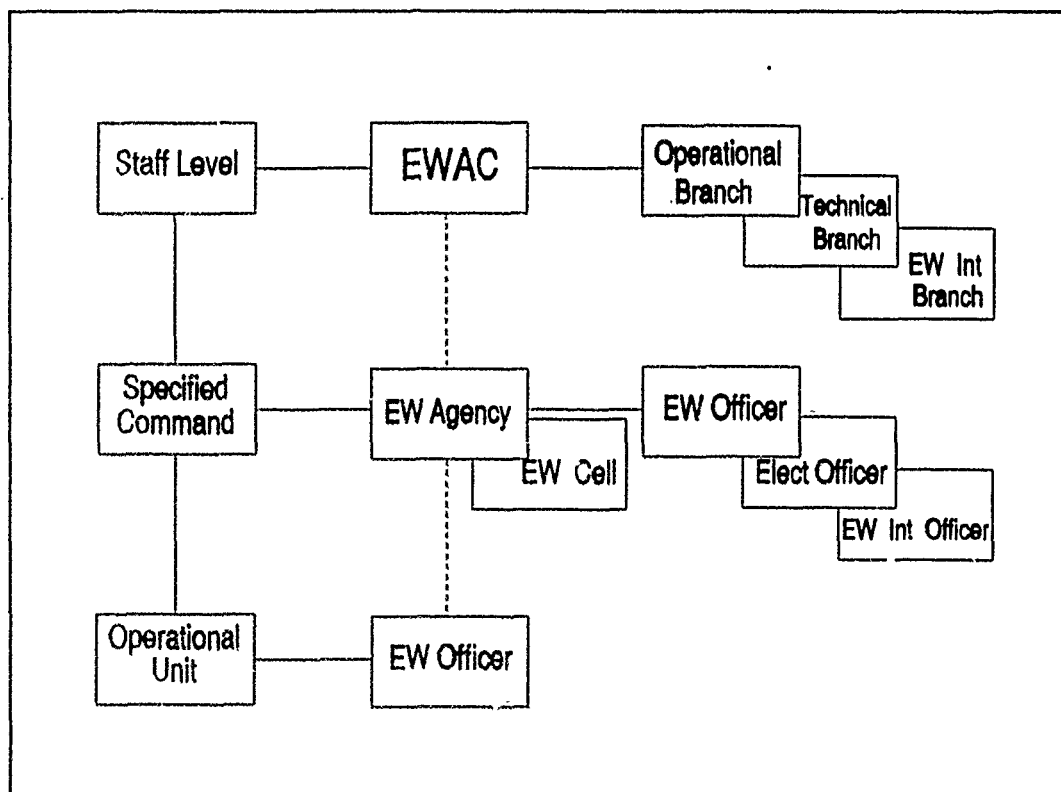 Staff Level
EWAC
Operational
Branch
Technical
Branch
EW Int
Branch
Specified
Command
EW Agency
EW Cell
EW Officer
Elect Officer
EW Int Officer
Operational
Unit
EW Officer